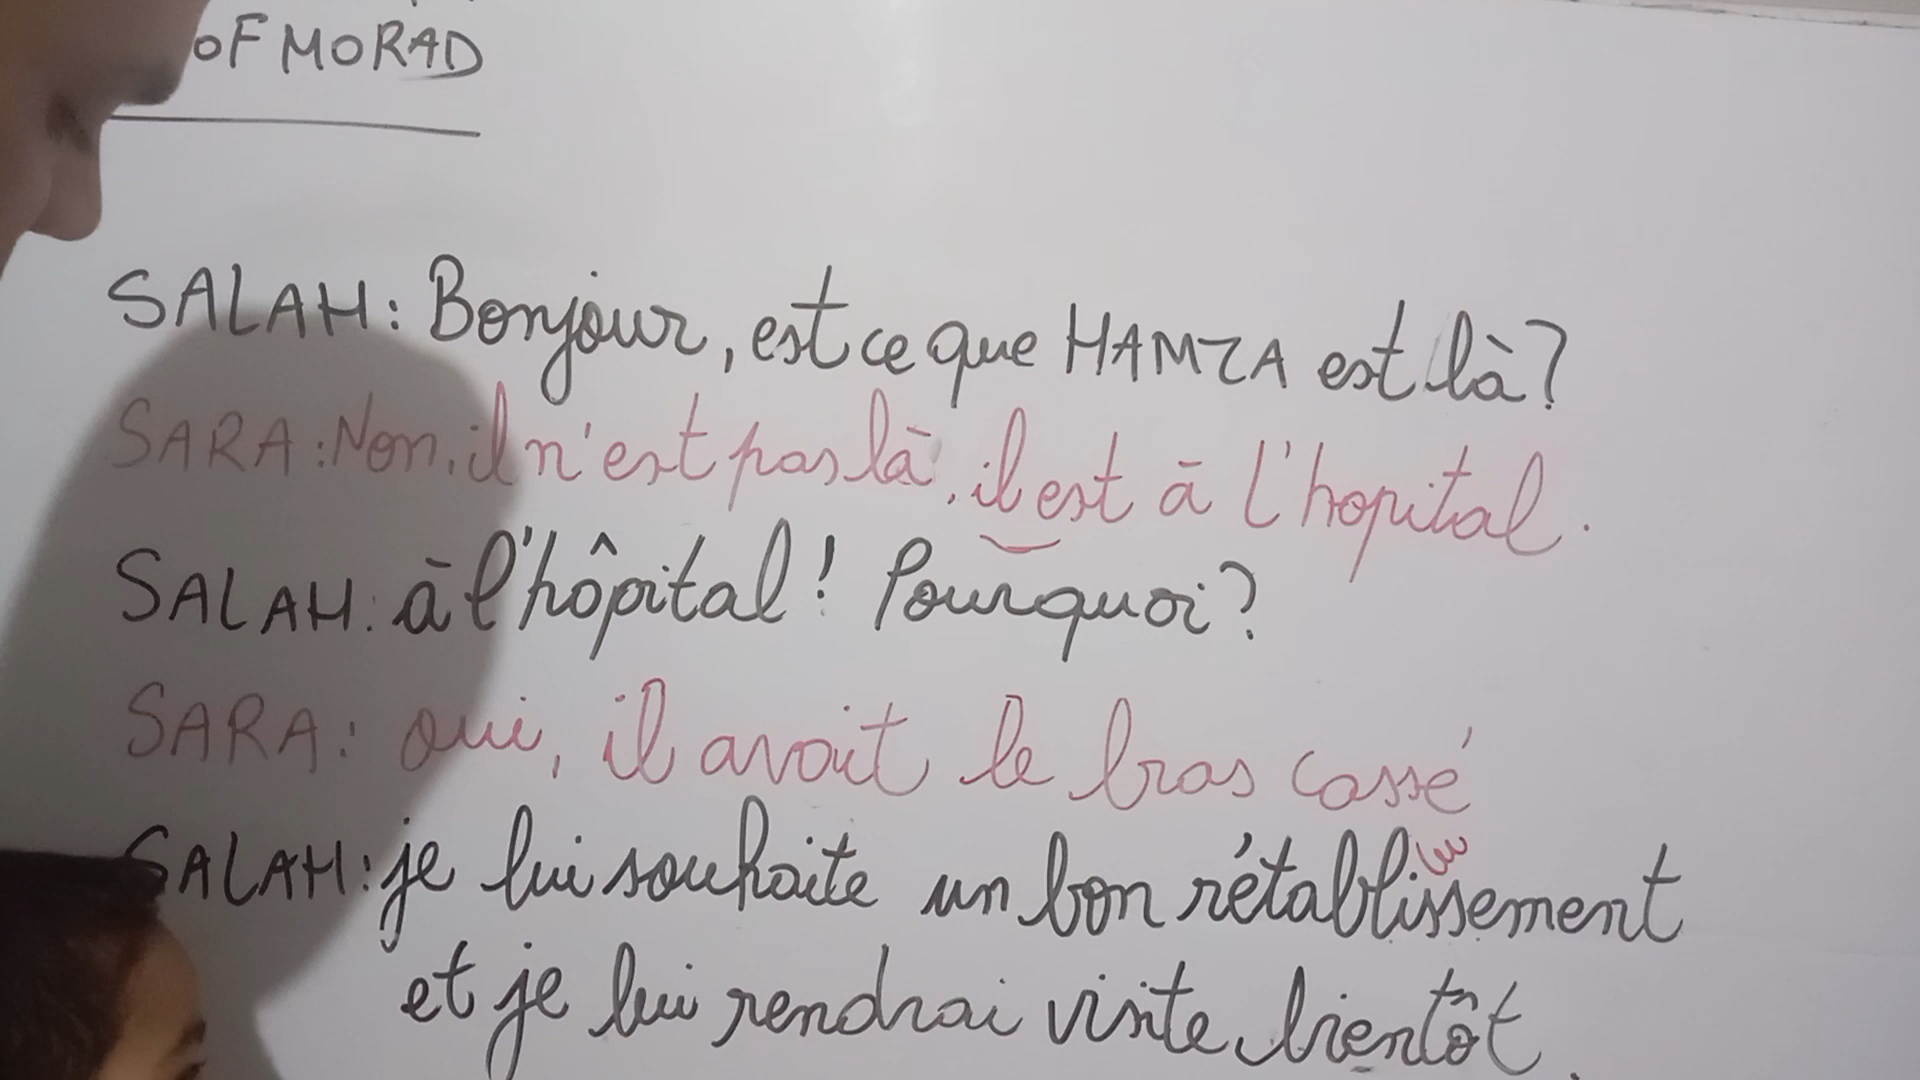 OF MORAD
SALAH: Bonjour, est ce que HAMZA est là?
SARA: Non, il n'est pas là, il est à l'hopital.
SALAH: à l'hôpital! Pourquoi?
SARA: oui, il avait le bras cassé
SALAH: je lui souhaite un bon rétablissement
et je lui rendrai visite bientôt.